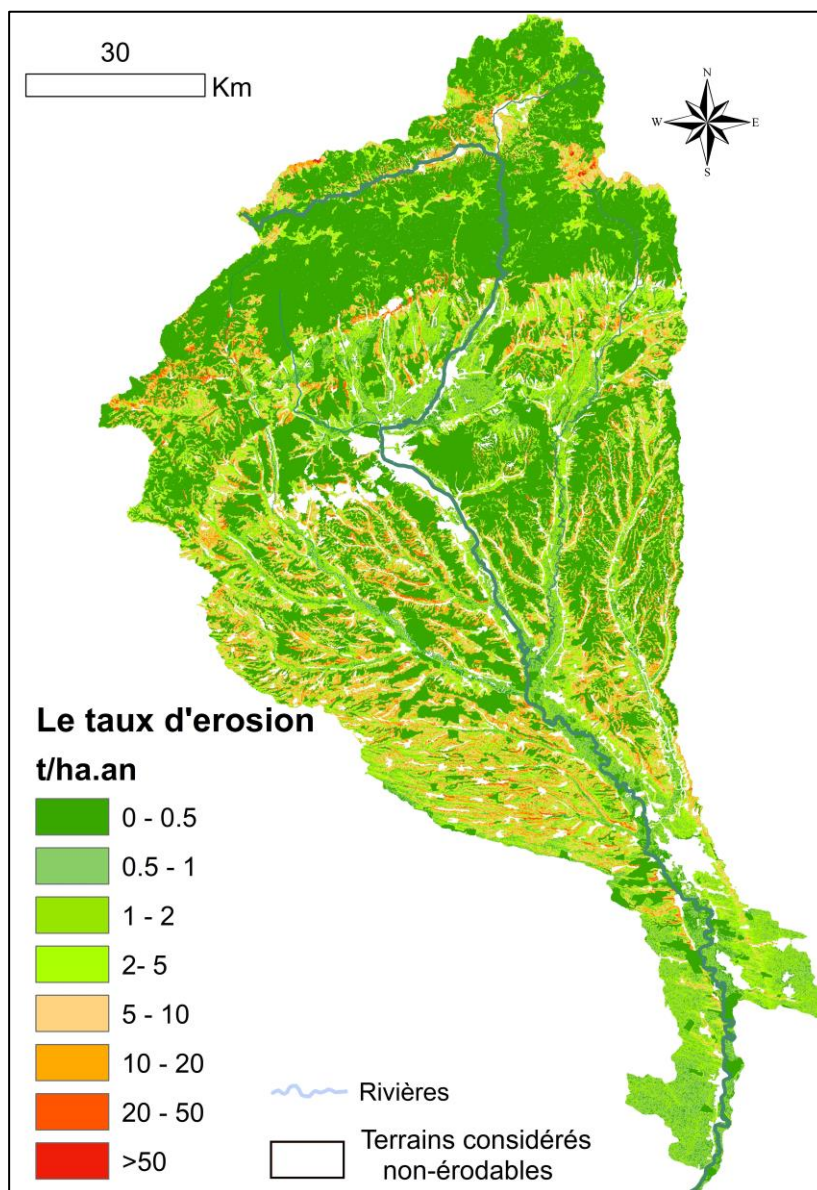 30
Km
N
W
E
S
Le taux d'erosion
t/ha.an
0 - 0.5
0.5 - 1
1 - 2
2- 5
5 - 10
10 - 20
20 - 50
>50
Rivières
Terrains considérés
non-érodables